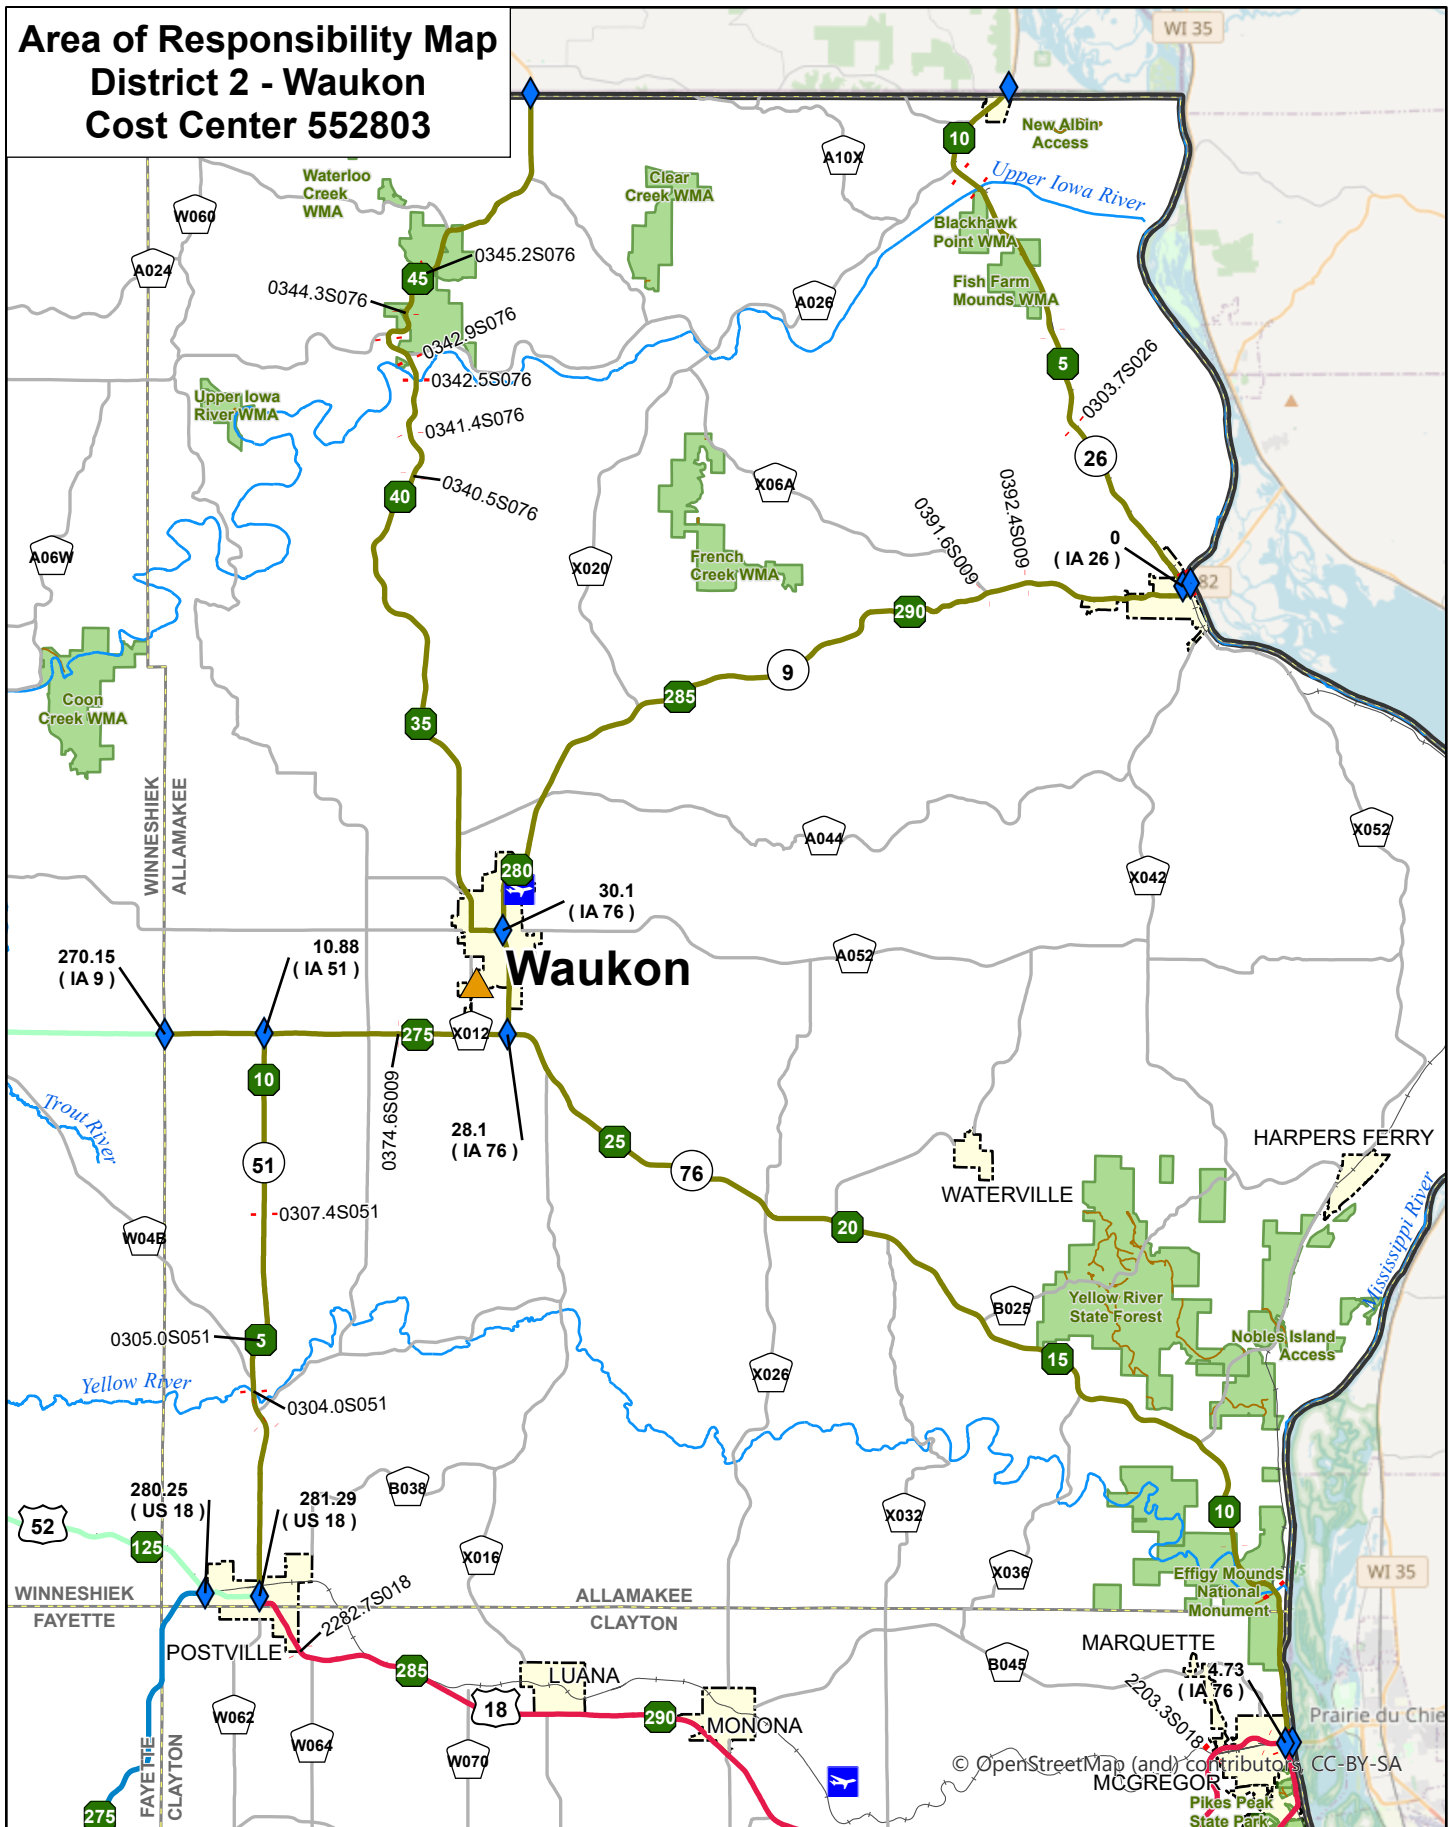 Area of Responsibility Map
District 2 - Waukon
Cost Center 552803
WI 35
New Albin
Access
10
A10X
Upper Iowa River
Waterloo
Creek
WMA
Clear
Creek WMA
W060
Blackhawk
Point WMA
A024
45
0345.2S076
Fish Farm
Mounds WMA
0344.3S076
A026
0342.9S076
5
0342.5S076
0303.7S026
Upper Iowa
River WMA
0341.4S076
26
0340.5S076
40
X06A
0391.6S009
0392.4S009
0
( IA 26 )
A06W
X020
French
Creek WMA
82
290
9
285
Coon
Creek WMA
35
WINNESHIEK
ALLAMAKEE
A044
X052
280
X042
30.1
( IA 76 )
270.15
( IA 9 )
10.88
( IA 51 )
Waukon
A052
275
X012
10
0374.6S009
28.1
( IA 76 )
25
Trout River
51
76
HARPERS FERRY
WATERVILLE
0307.4S051
W04B
20
Mississippi River
B025
Yellow River
State Forest
0305.0S051
5
Nobles Island
Access
15
X026
Yellow River
0304.0S051
280.25
( US 18 )
281.29
( US 18 )
B038
52
125
X032
10
X016
X036
WI 35
Effigy Mounds
National
Monument
WINNESHIEK
FAYETTE
ALLAMAKEE
CLAYTON
2282.7S018
POSTVILLE
MARQUETTE
285
LUANA
B045
4.73
( IA 76 )
2203.3S018
18
W062
290
MONONA
Prairie du Chie
W064
W070
FAYETTE
CLAYTON
© OpenStreetMap (and) contributors, CC-BY-SA
MCGREGOR
275
Pikes Peak
State Park